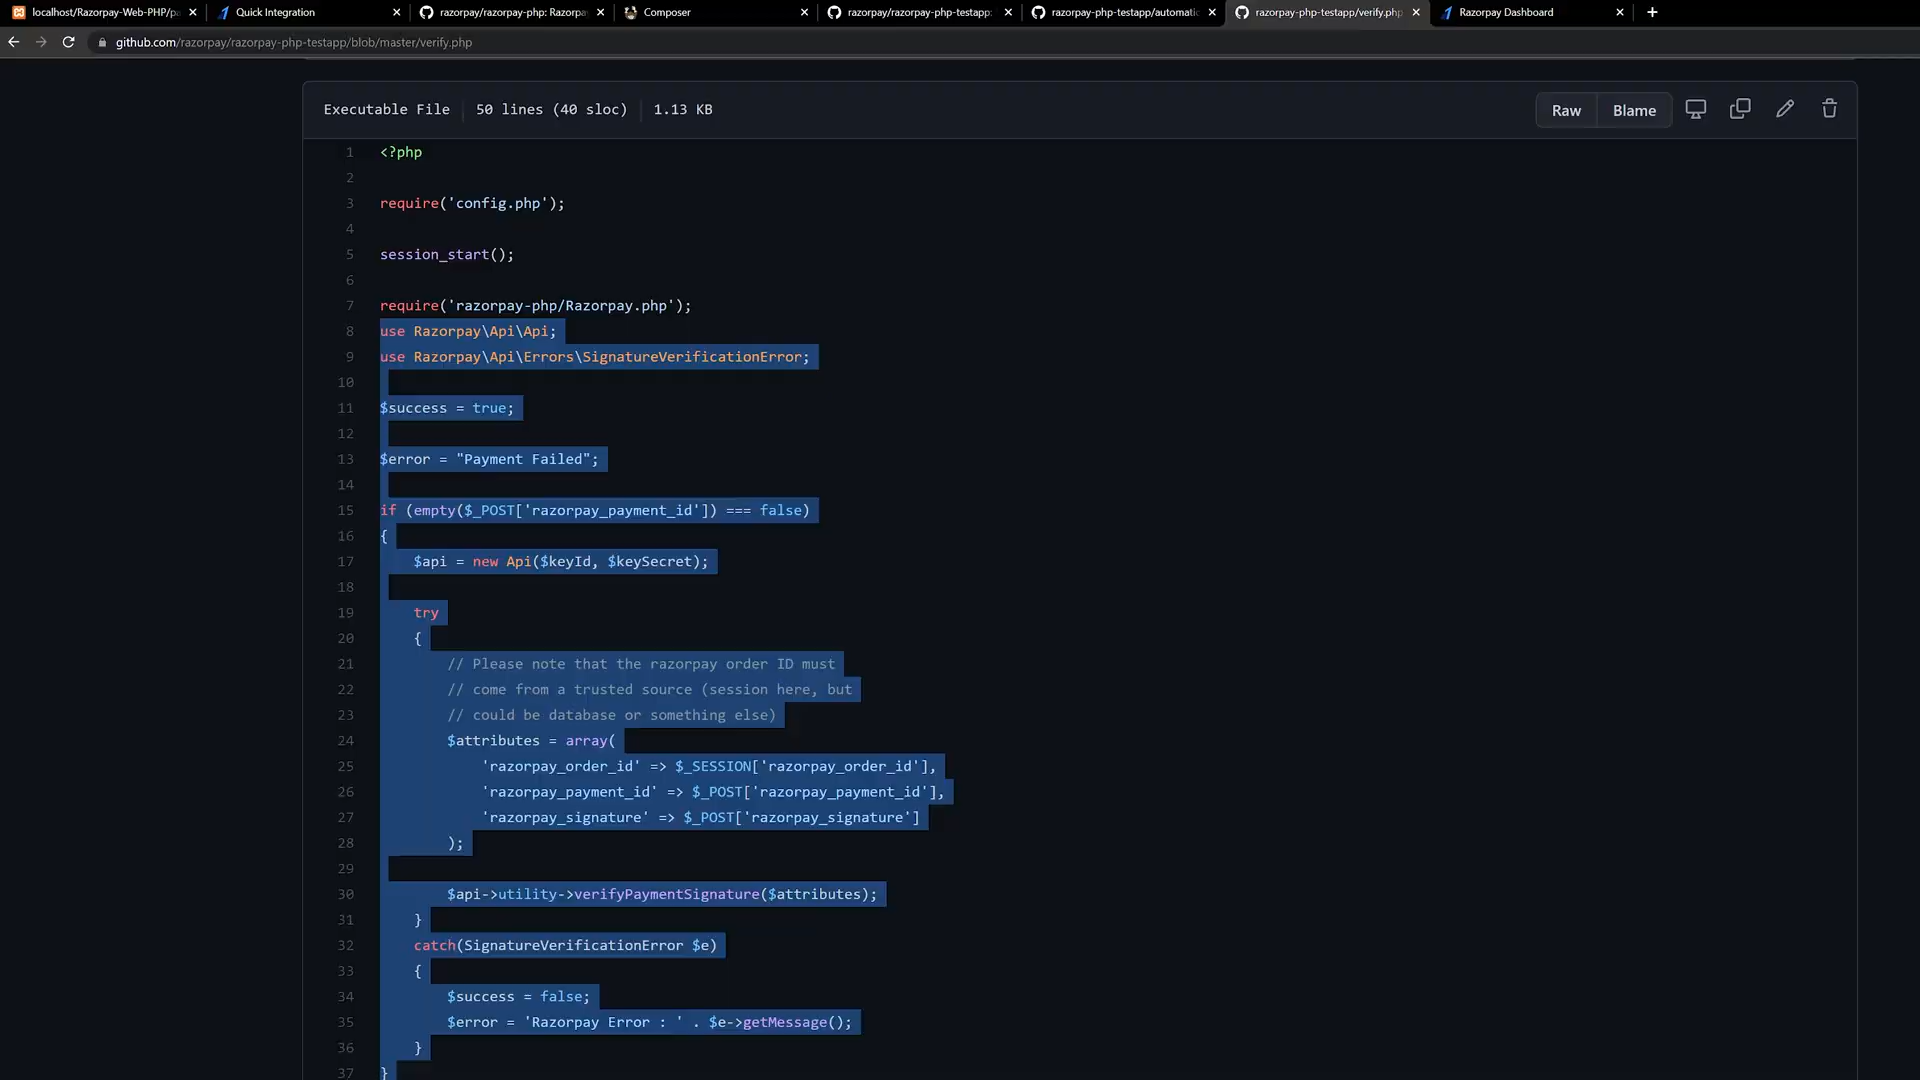 localhost/Razorpay-Web-PHP/pa
Quick Integration
razorpay/razorpay-php: Razorpay
Composer
razorpay/razorpay-php-testapp:
razorpay-php-testapp/automatic
razorpay-php-testapp/verify.php
Razorpay Dashboard
github.com/razorpay/razorpay-php-testapp/blob/master/verify.php
Executable File 50 lines (40 sloc) 1.13 KB Raw Blame
1 <?php
2
3 require('config.php');
4
5 session_start();
6
7 require('razorpay-php/Razorpay.php');
8 use Razorpay\Api\Api;
9 use Razorpay\Api\Errors\SignatureVerificationError;
10
11 $success = true;
12
13 $error = "Payment Failed";
14
15 if (empty($_POST['razorpay_payment_id']) === false)
16 {
17 $api = new Api($keyId, $keySecret);
18
19 try
20 {
21 // Please note that the razorpay order ID must
22 // come from a trusted source (session here, but
23 // could be database or something else)
24 $attributes = array(
25 'razorpay_order_id' => $_SESSION['razorpay_order_id'],
26 'razorpay_payment_id' => $_POST['razorpay_payment_id'],
27 'razorpay_signature' => $_POST['razorpay_signature']
28 );
29
30 $api->utility->verifyPaymentSignature($attributes);
31 }
32 catch(SignatureVerificationError $e)
33 {
34 $success = false;
35 $error = 'Razorpay Error : ' . $e->getMessage();
36 }
37 }